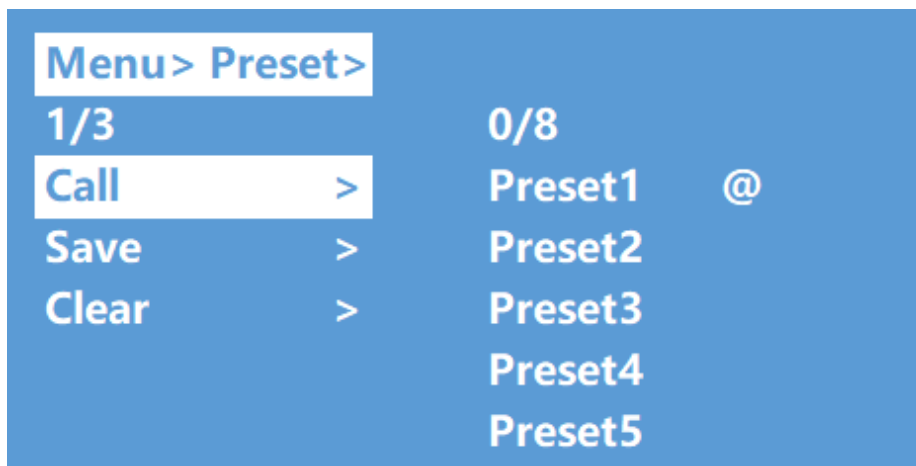 Menu> Preset>
1/3 0/8
Call > Preset1 @
Save > Preset2
Clear > Preset3
Preset4
Preset5